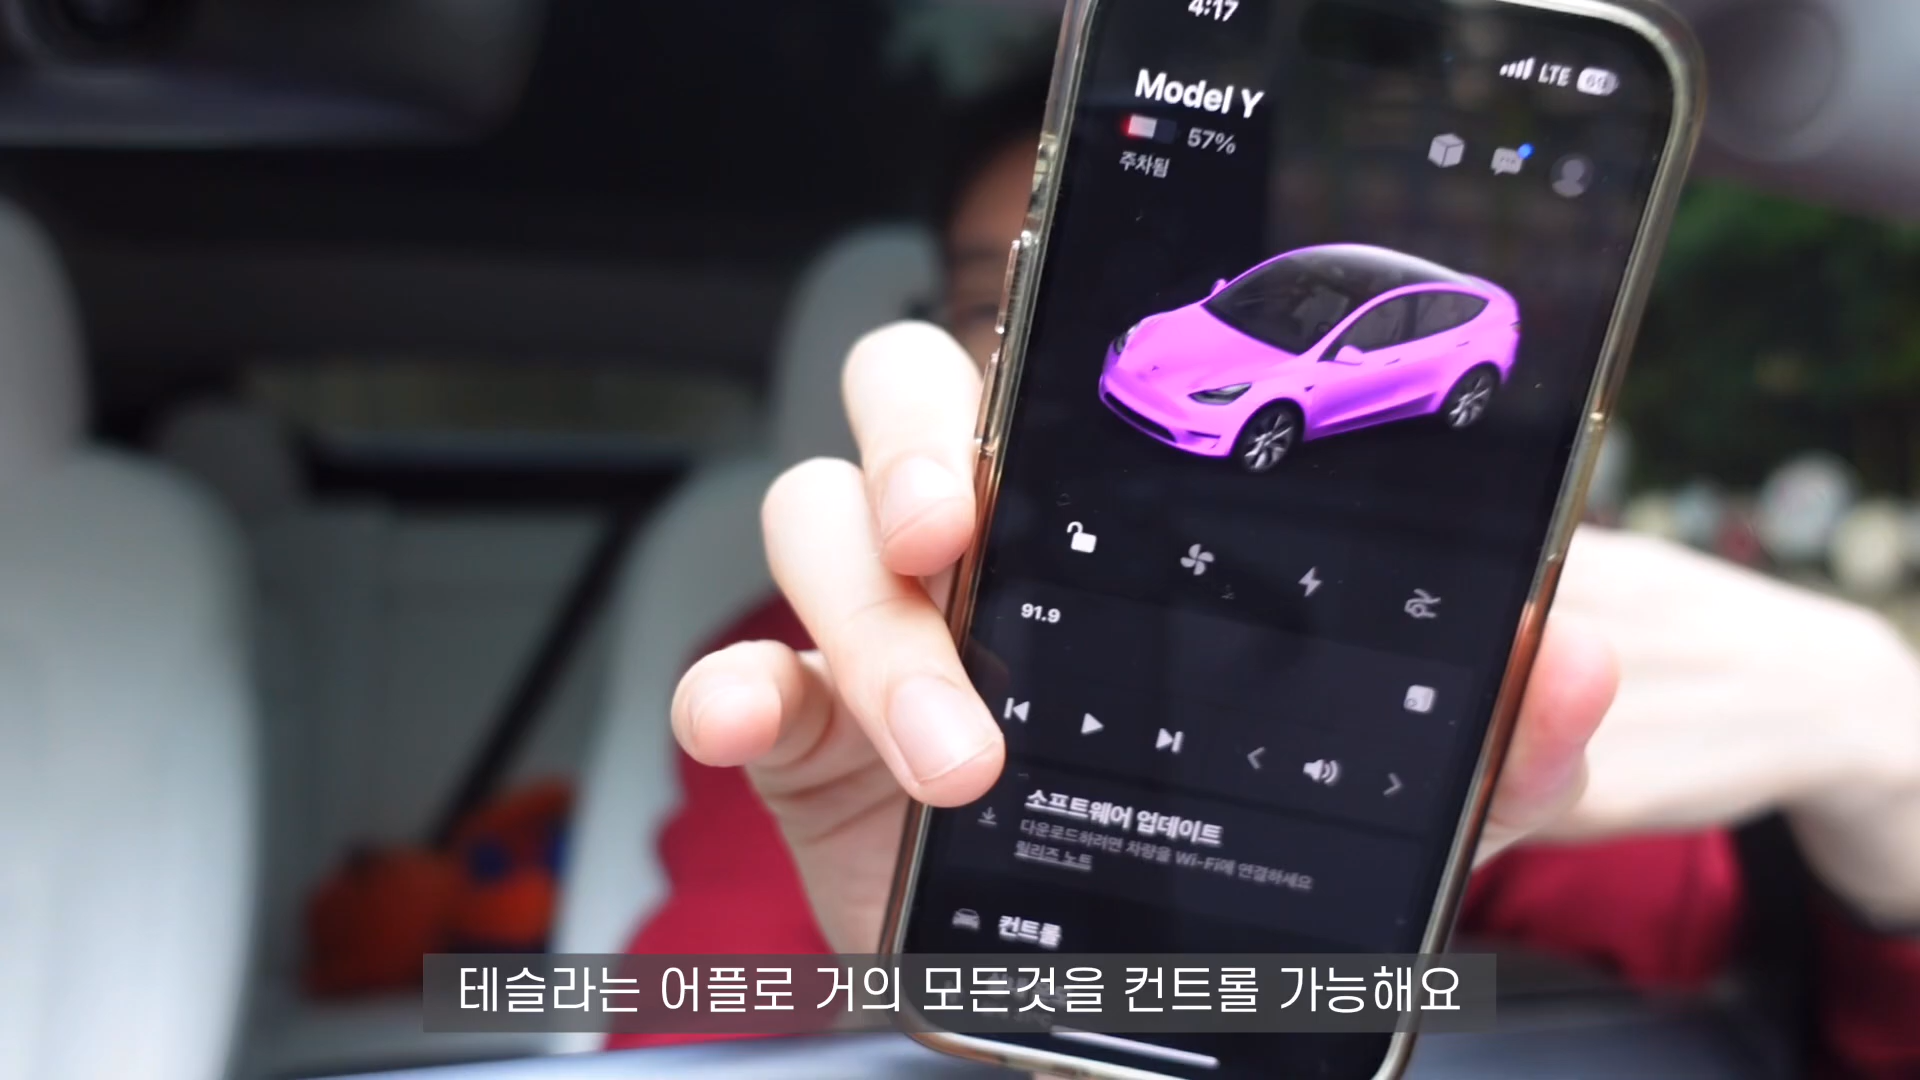 4:17
LTE 69
Model Y
57%
주차됨
91.9
소프트웨어 업데이트
다운로드하려면 차량을 Wi-Fi에 연결하세요
릴리즈 노트
컨트롤
테슬라는 어플로 거의 모든것을 컨트롤 가능해요